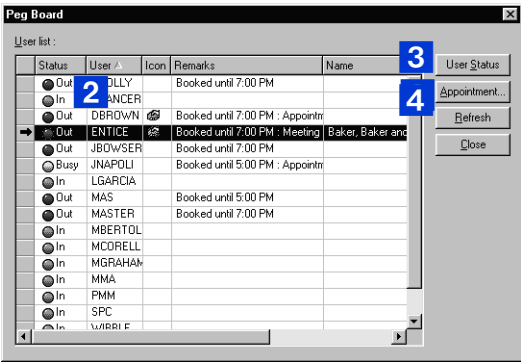 Peg Board
User list :
Status User Icon Remarks Name
Out OLLY Booked until 7:00 PM
In ANCER
Out DBROWN Booked until 7:00 PM : Appointm
Out ENTICE Booked until 7:00 PM : Meeting Baker, Baker and
Out JBOWSER Booked until 7:00 PM
Busy JNAPOLI Booked until 5:00 PM : Appointm
In LGARCIA
Out MAS Booked until 5:00 PM
Out MASTER Booked until 7:00 PM
In MBERTOL
In MCORELL
In MGRAHAM
In MMA
In PMM
In SPC
In WIBBLE
2
3
User Status
4
Appointment...
Refresh
Close